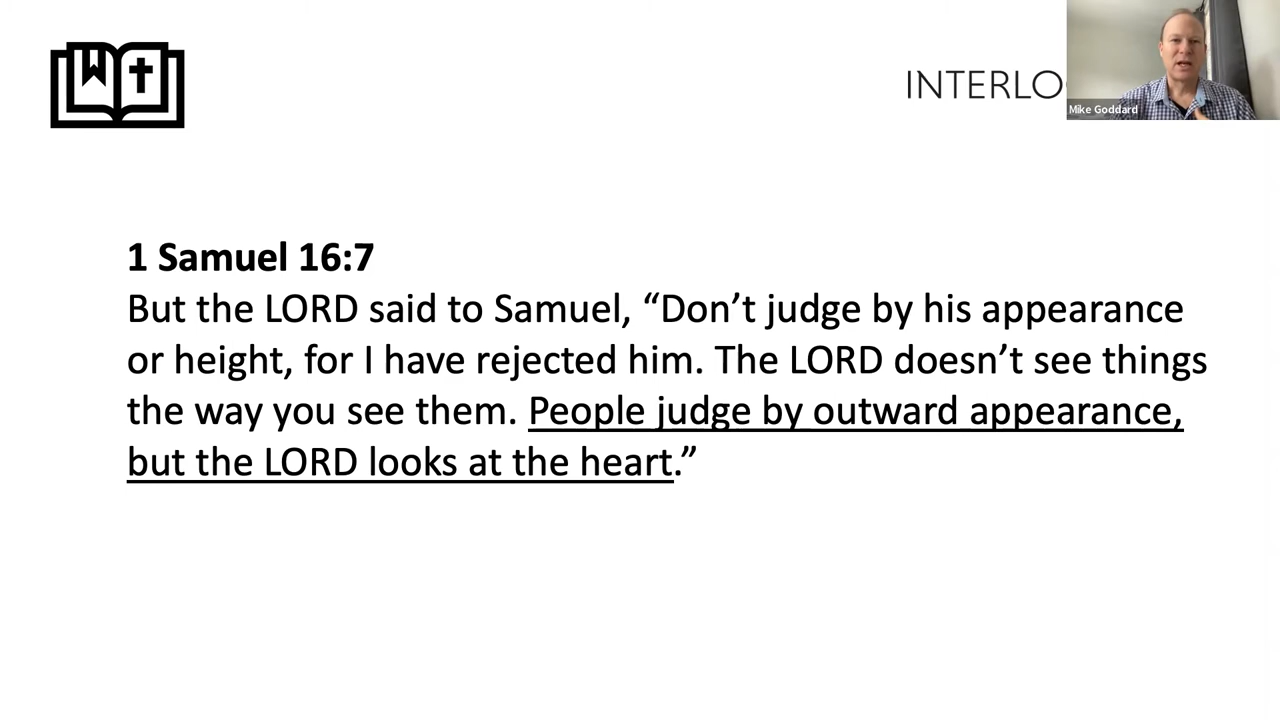 INTERLO
Mike Goddard
1 Samuel 16:7
But the LORD said to Samuel, “Don’t judge by his appearance
or height, for I have rejected him. The LORD doesn’t see things
the way you see them. People judge by outward appearance,
but the LORD looks at the heart.”